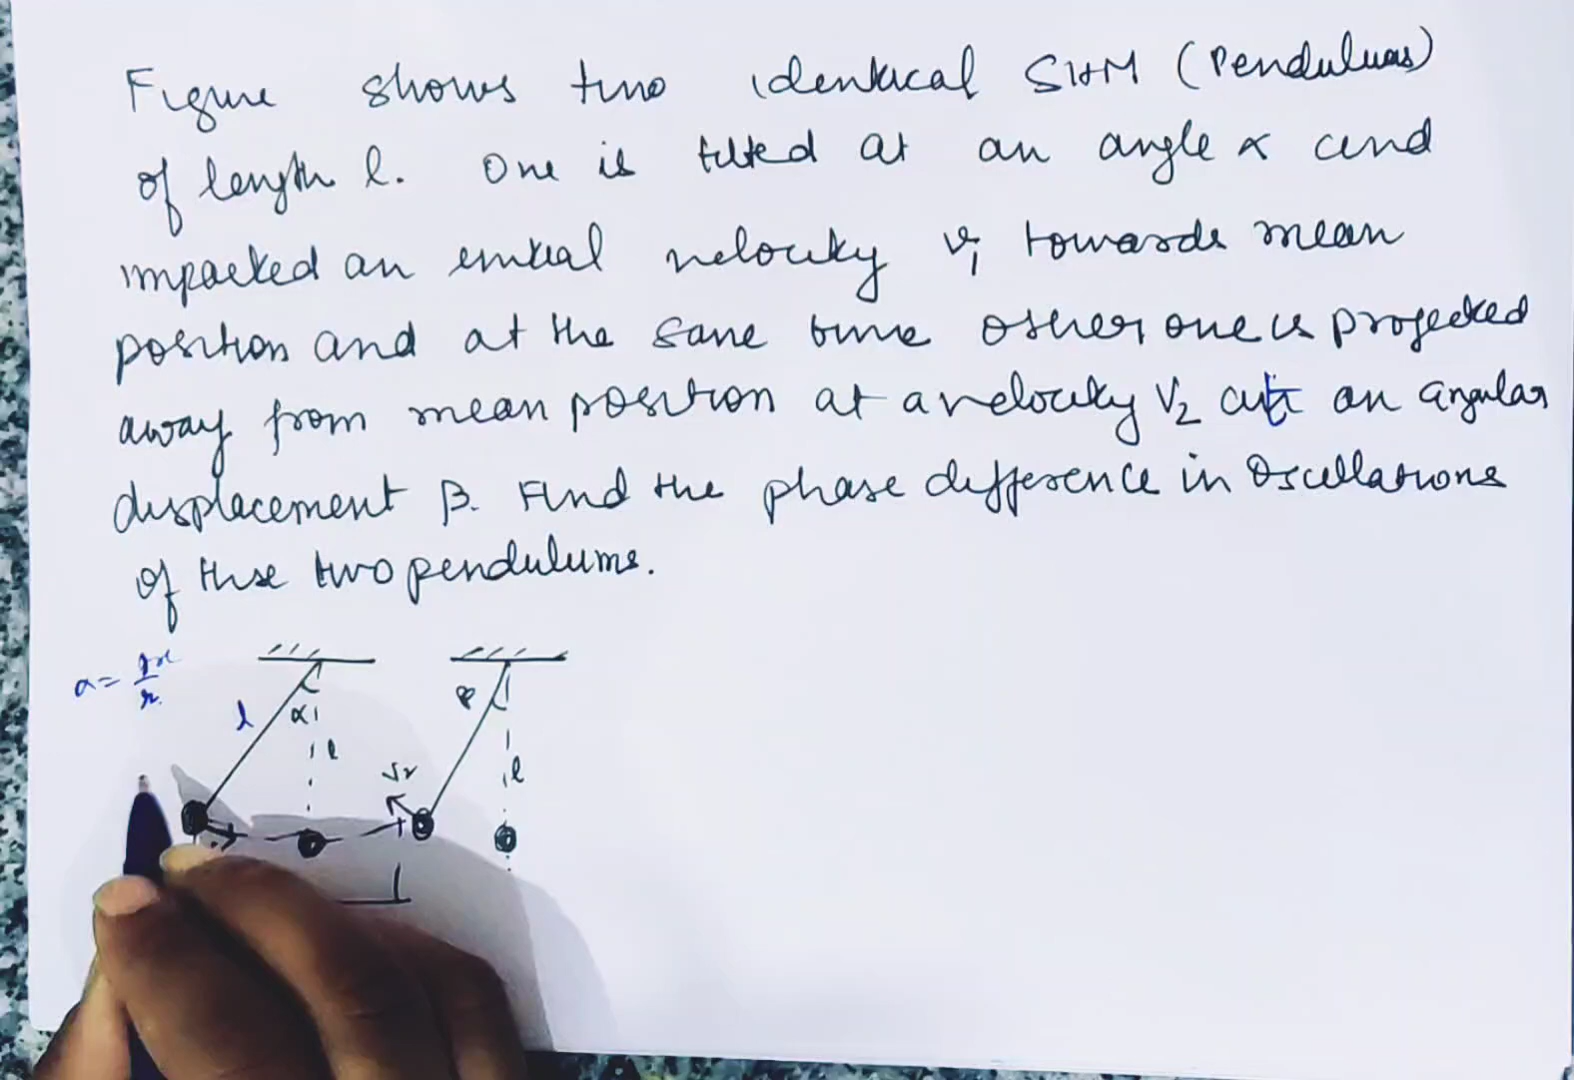 Figure shows two identical SHM (Pendulums)
of length l. One is tilted at an angle α and
impacted an initial velocity v₁ towards mean
position and at the same time other one is projected
away from mean position at a velocity V₂ at an angular
displacement β. Find the phase difference in Oscillations
of these two pendulums.
l α l
β l